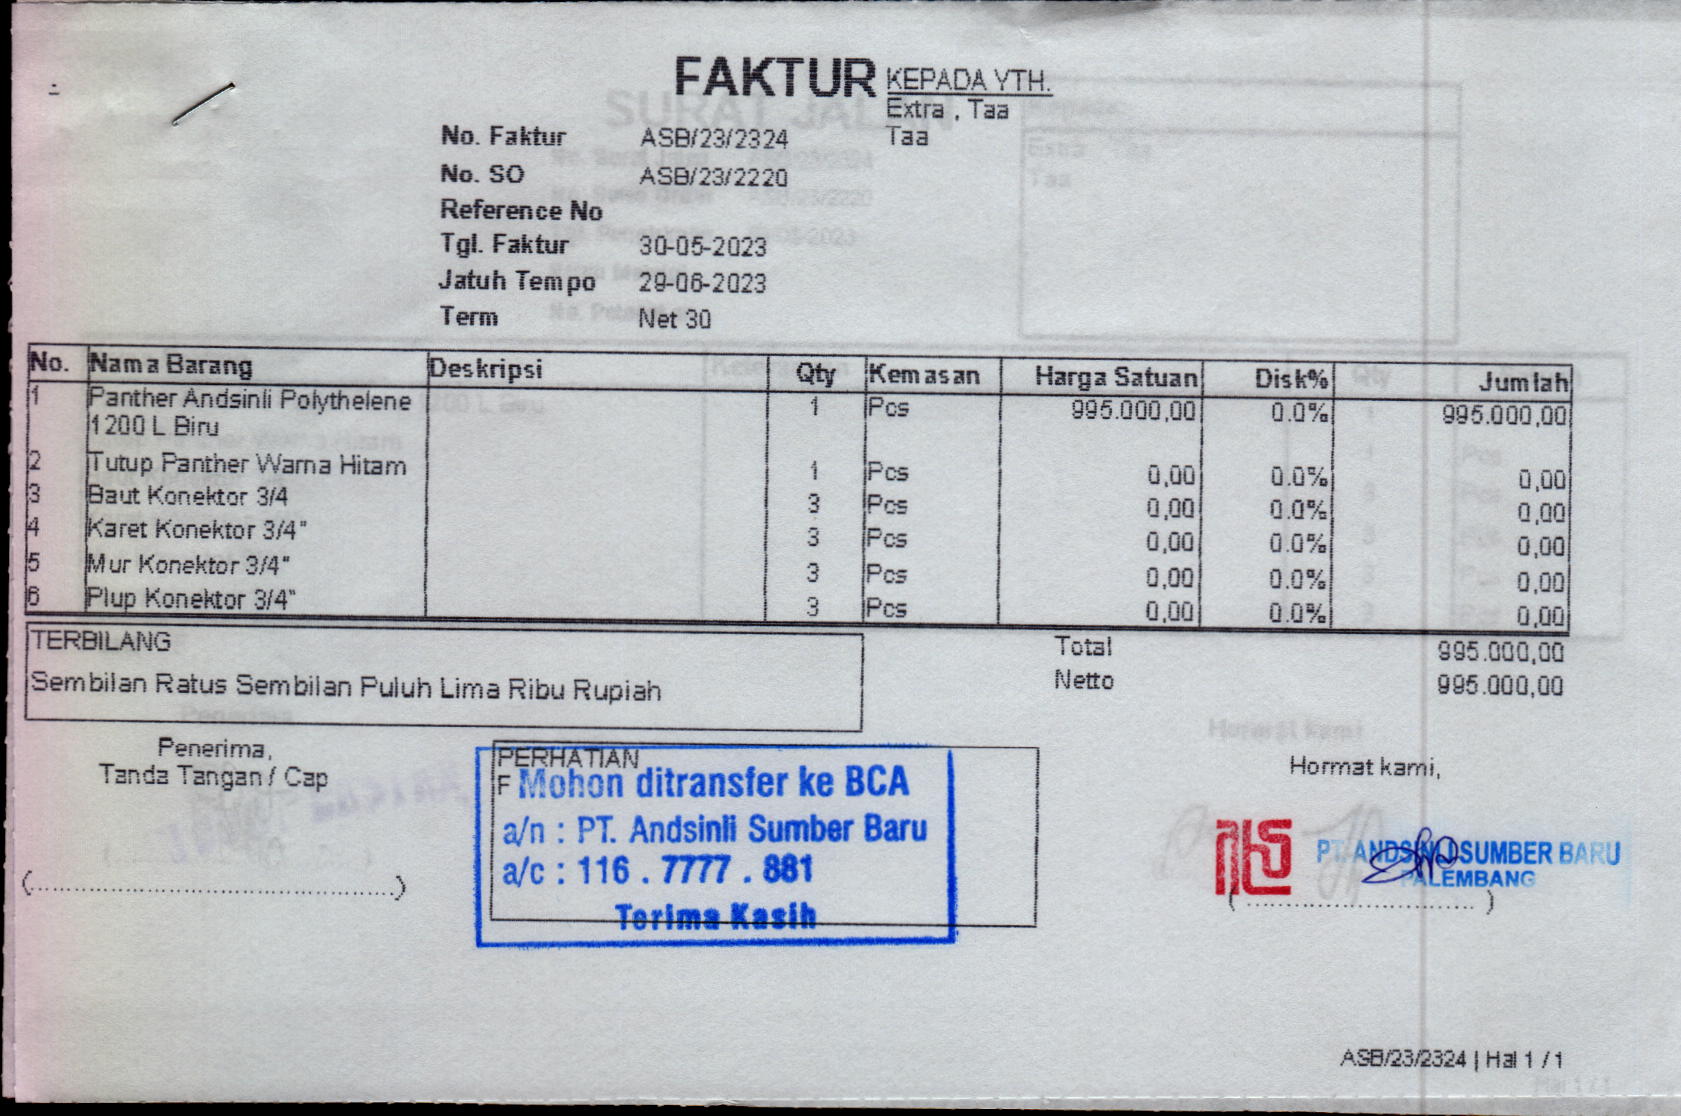 FAKTUR
KEPADA YTH.
Extra , Taa
Taa
No. Faktur ASB/23/2324
No. SO ASB/23/2220
Reference No
Tgl. Faktur 30-05-2023
Jatuh Tempo 29-06-2023
Term Net 30
No. Nama Barang Deskripsi Qty Kemasan Harga Satuan Disk% Jumlah
1 Panther Andsinli Polythelene 1 Pcs 995.000,00 0.0% 995.000,00
1200 L Biru
2 Tutup Panther Warna Hitam 1 Pcs 0,00 0.0% 0,00
3 Baut Konektor 3/4 3 Pcs 0,00 0.0% 0,00
4 Karet Konektor 3/4" 3 Pcs 0,00 0.0% 0,00
5 Mur Konektor 3/4" 3 Pcs 0,00 0.0% 0,00
6 Plup Konektor 3/4" 3 Pcs 0,00 0.0% 0,00
TERBILANG
Sembilan Ratus Sembilan Puluh Lima Ribu Rupiah
Total 995.000,00
Netto 995.000,00
Penerima,
Tanda Tangan / Cap
(..........................................)
PERHATIAN
F
Mohon ditransfer ke BCA
a/n : PT. Andsinli Sumber Baru
a/c : 116 . 7777 . 881
Terima Kasih
Hormat kami,
PT. ANDSINLI SUMBER BARU
PALEMBANG
(..............................)
ASB/23/2324 | Hal 1 / 1